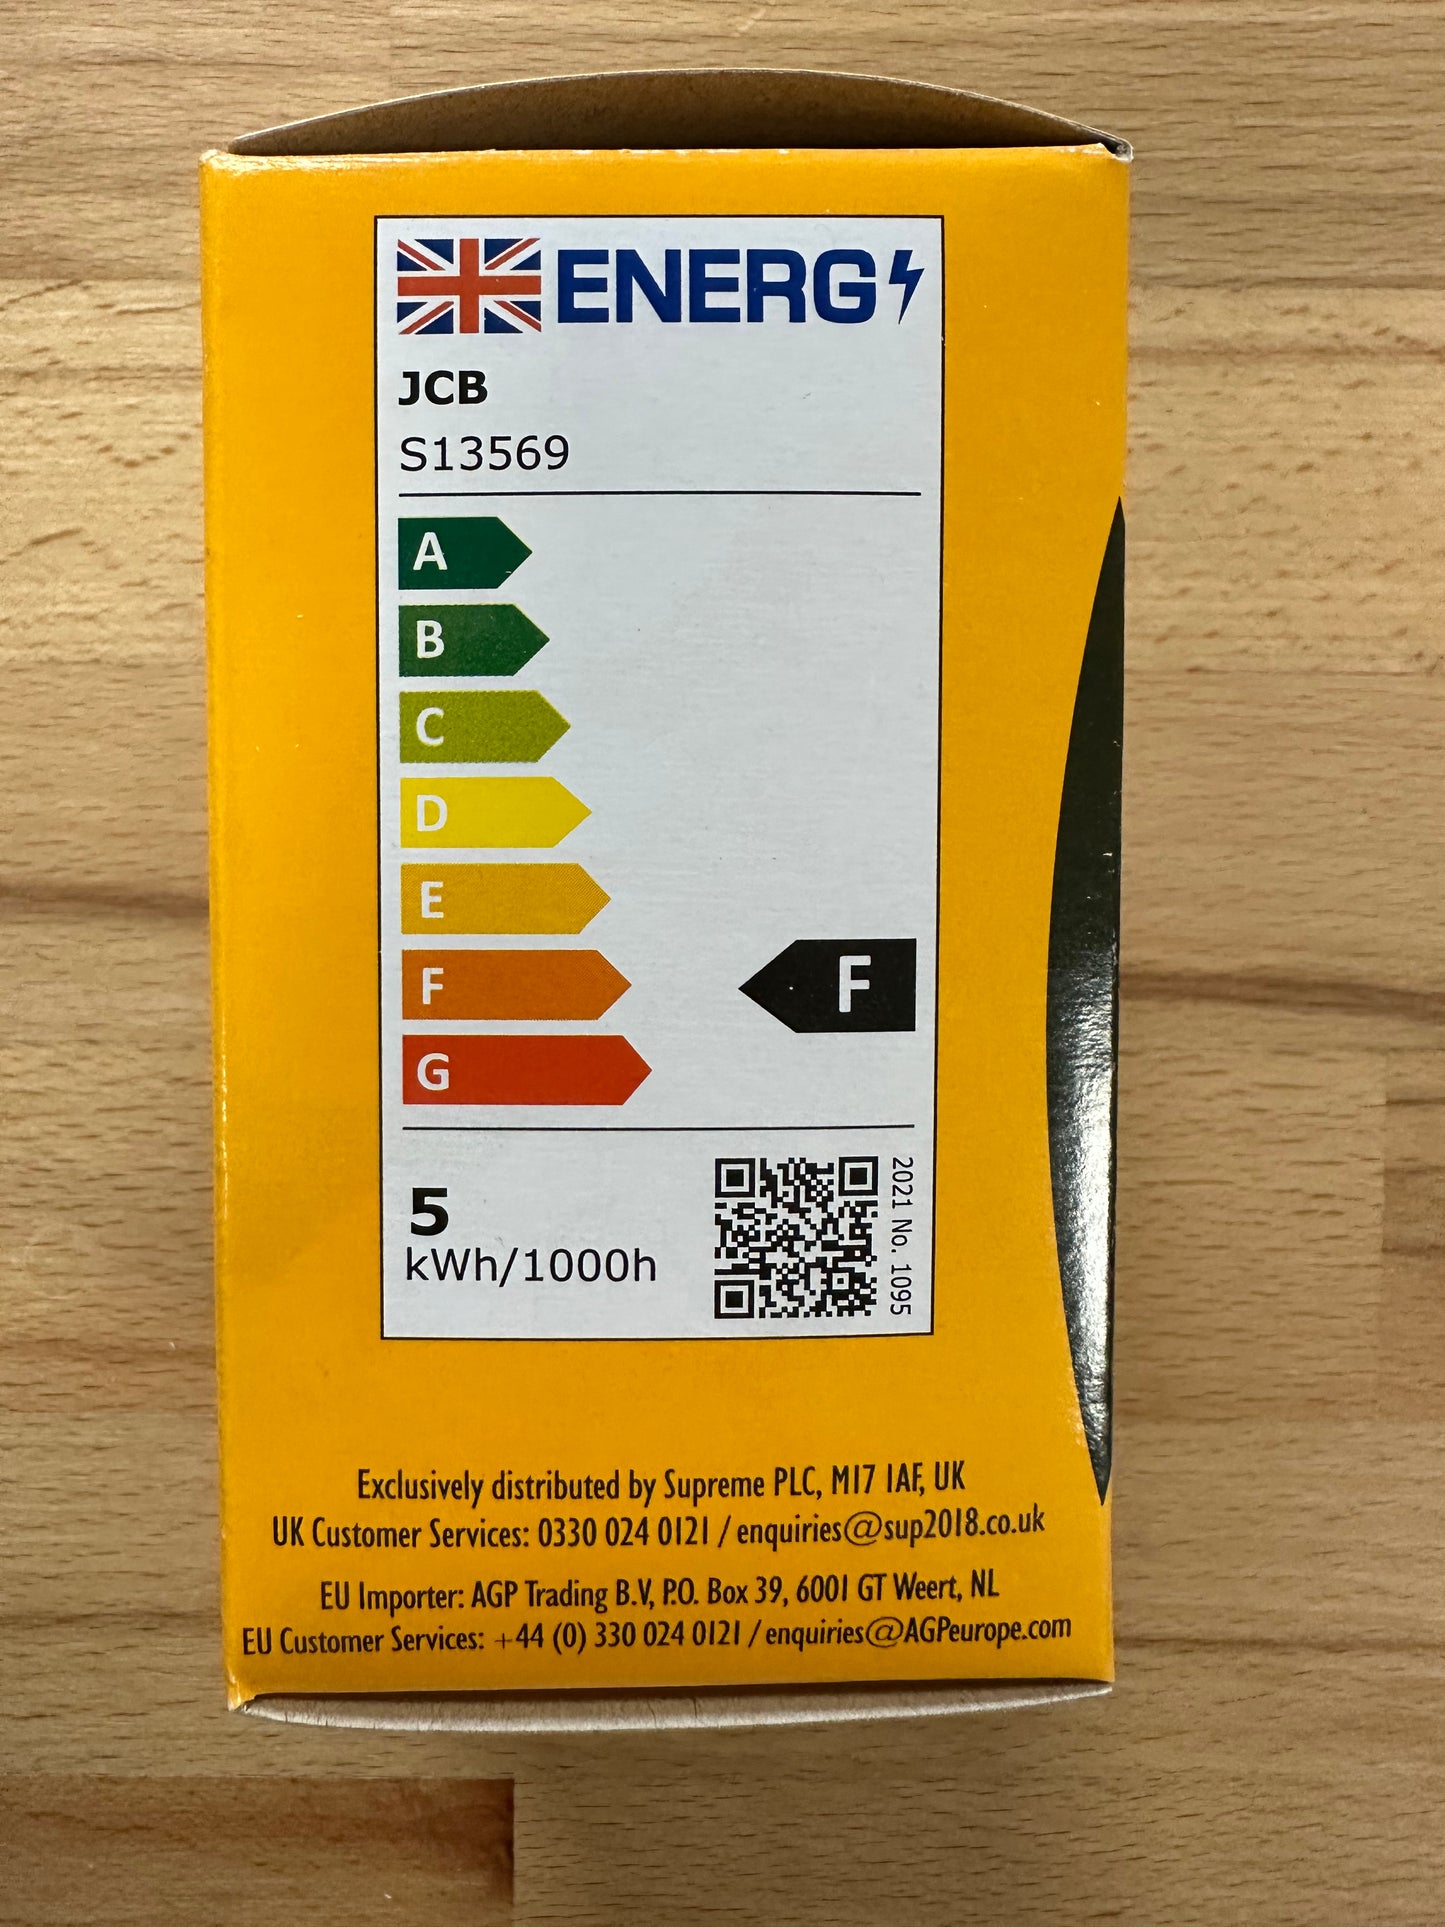 ENERG
JCB
S13569
A
B
C
D
E
F
F
G
5
kWh/1000h
2021 No. 1095
Exclusively distributed by Supreme PLC, M17 1AF, UK
UK Customer Services: 0330 024 0121 / enquiries@sup2018.co.uk
EU Importer: AGP Trading B.V, P.O. Box 39, 6001 GT Weert, NL
EU Customer Services: +44 (0) 330 024 0121 / enquiries@AGPeurope.com